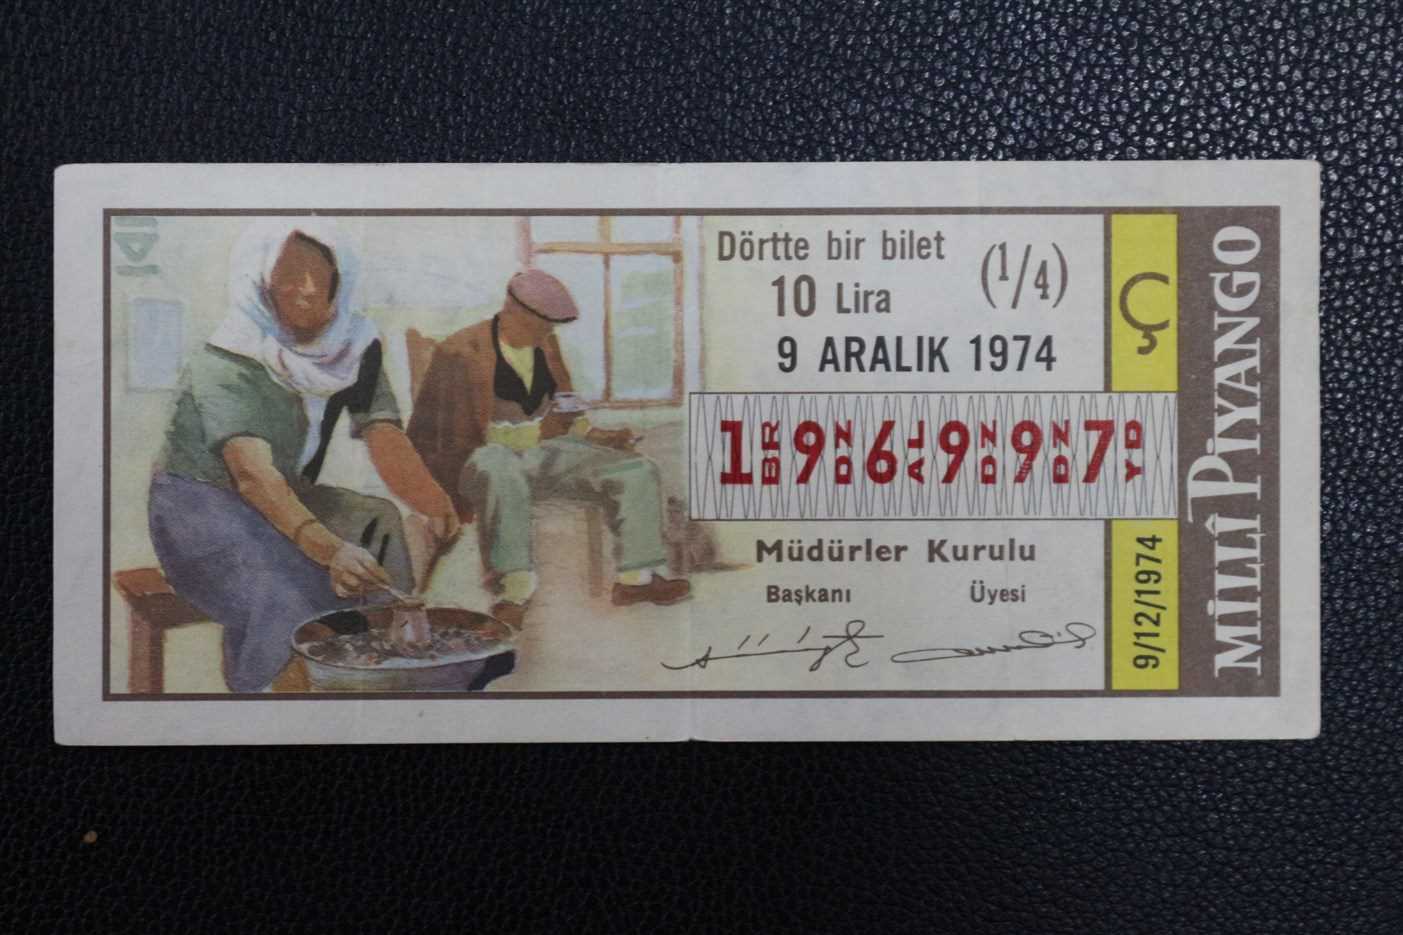 Dörtte bir bilet
10 Lira
(1/4)
9 ARALIK 1974
1 BR 9 DZ 6 AL 9 DZ 9 DZ 7 YD
Müdürler Kurulu
Başkanı Üyesi
Ç
9/12/1974
MİLLÎ PİYANGO